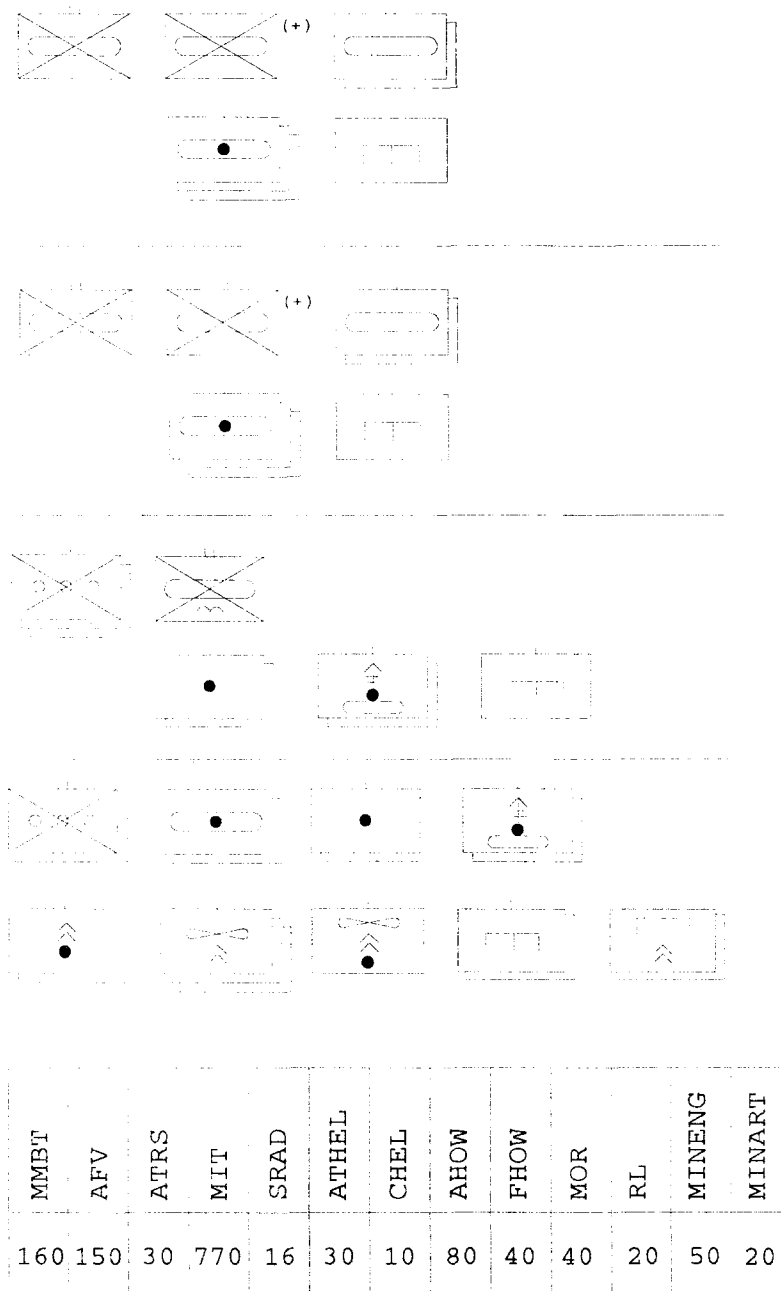 (+)
(+)
MMBT AFV ATRS MIT SRAD ATHEL CHEL AHOW FHOW MOR RL MINENG MINART
160 150 30 770 16 30 10 80 40 40 20 50 20